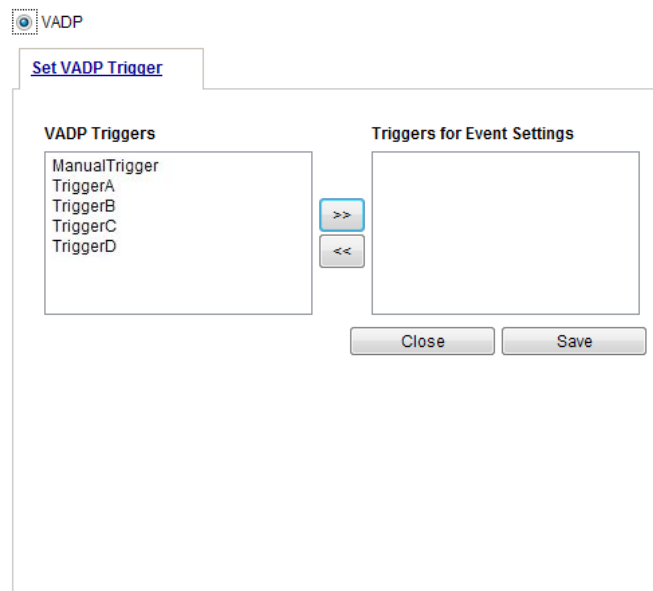 VADP
Set VADP Trigger
VADP Triggers
Triggers for Event Settings
ManualTrigger
TriggerA
TriggerB
TriggerC
TriggerD
>>
<<
Close
Save